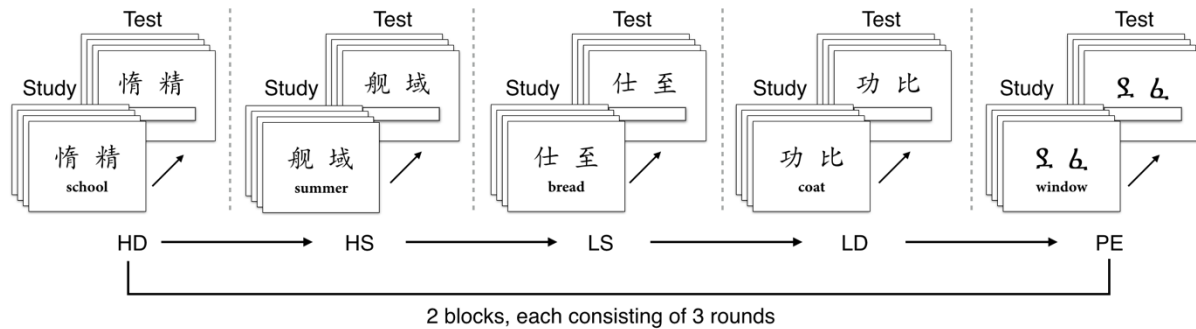 Test
惰 精
Study
惰 精
school
Test
舰 域
Study
舰 域
summer
Test
仕 至
Study
仕 至
bread
Test
功 比
Study
功 比
coat
Test
Study
window
HD
HS
LS
LD
PE
2 blocks, each consisting of 3 rounds